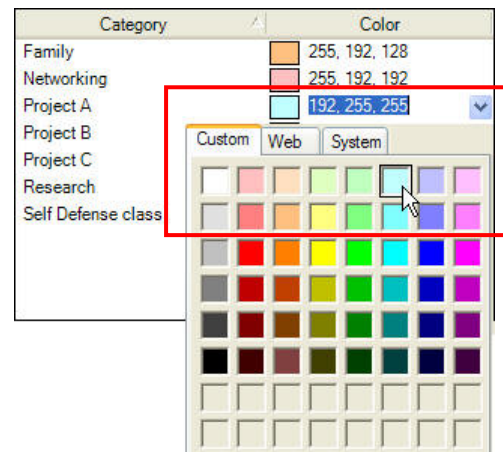 Category Color
Family 255, 192, 128
Networking 255, 192, 192
Project A 192, 255, 255
Project B
Custom Web System
Project C
Research
Self Defense class